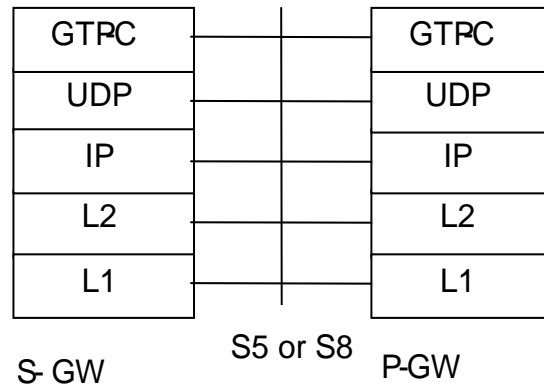 GTP-C GTP-C
UDP UDP
IP IP
L2 L2
L1 L1
S- GW S5 or S8 P-GW